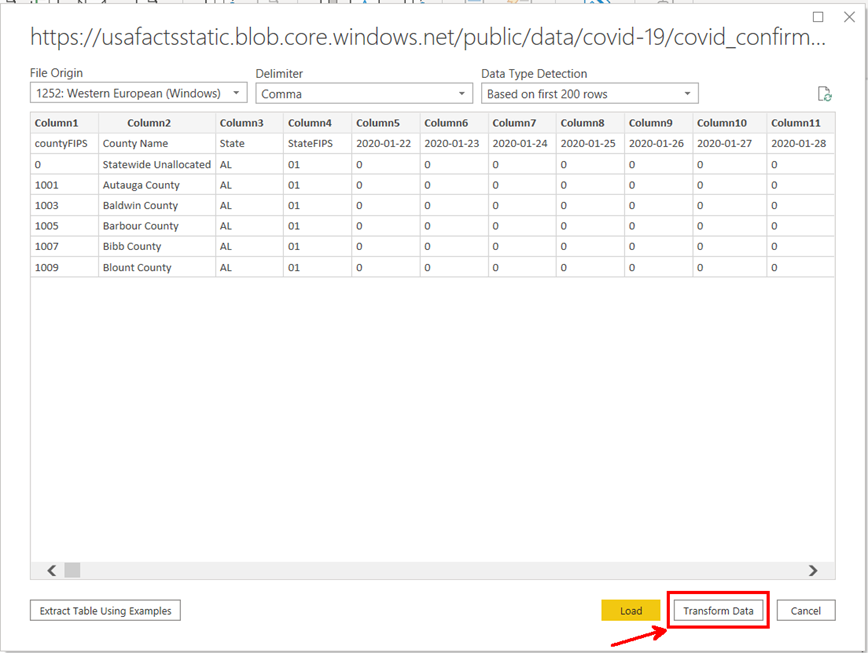 https://usafactsstatic.blob.core.windows.net/public/data/covid-19/covid_confirm...
File Origin Delimiter Data Type Detection
1252: Western European (Windows) Comma Based on first 200 rows
Column1 Column2 Column3 Column4 Column5 Column6 Column7 Column8 Column9 Column10 Column11
countyFIPS County Name State StateFIPS 2020-01-22 2020-01-23 2020-01-24 2020-01-25 2020-01-26 2020-01-27 2020-01-28
0 Statewide Unallocated AL 01 0 0 0 0 0 0 0
1001 Autauga County AL 01 0 0 0 0 0 0 0
1003 Baldwin County AL 01 0 0 0 0 0 0 0
1005 Barbour County AL 01 0 0 0 0 0 0 0
1007 Bibb County AL 01 0 0 0 0 0 0 0
1009 Blount County AL 01 0 0 0 0 0 0 0
Extract Table Using Examples Load Transform Data Cancel